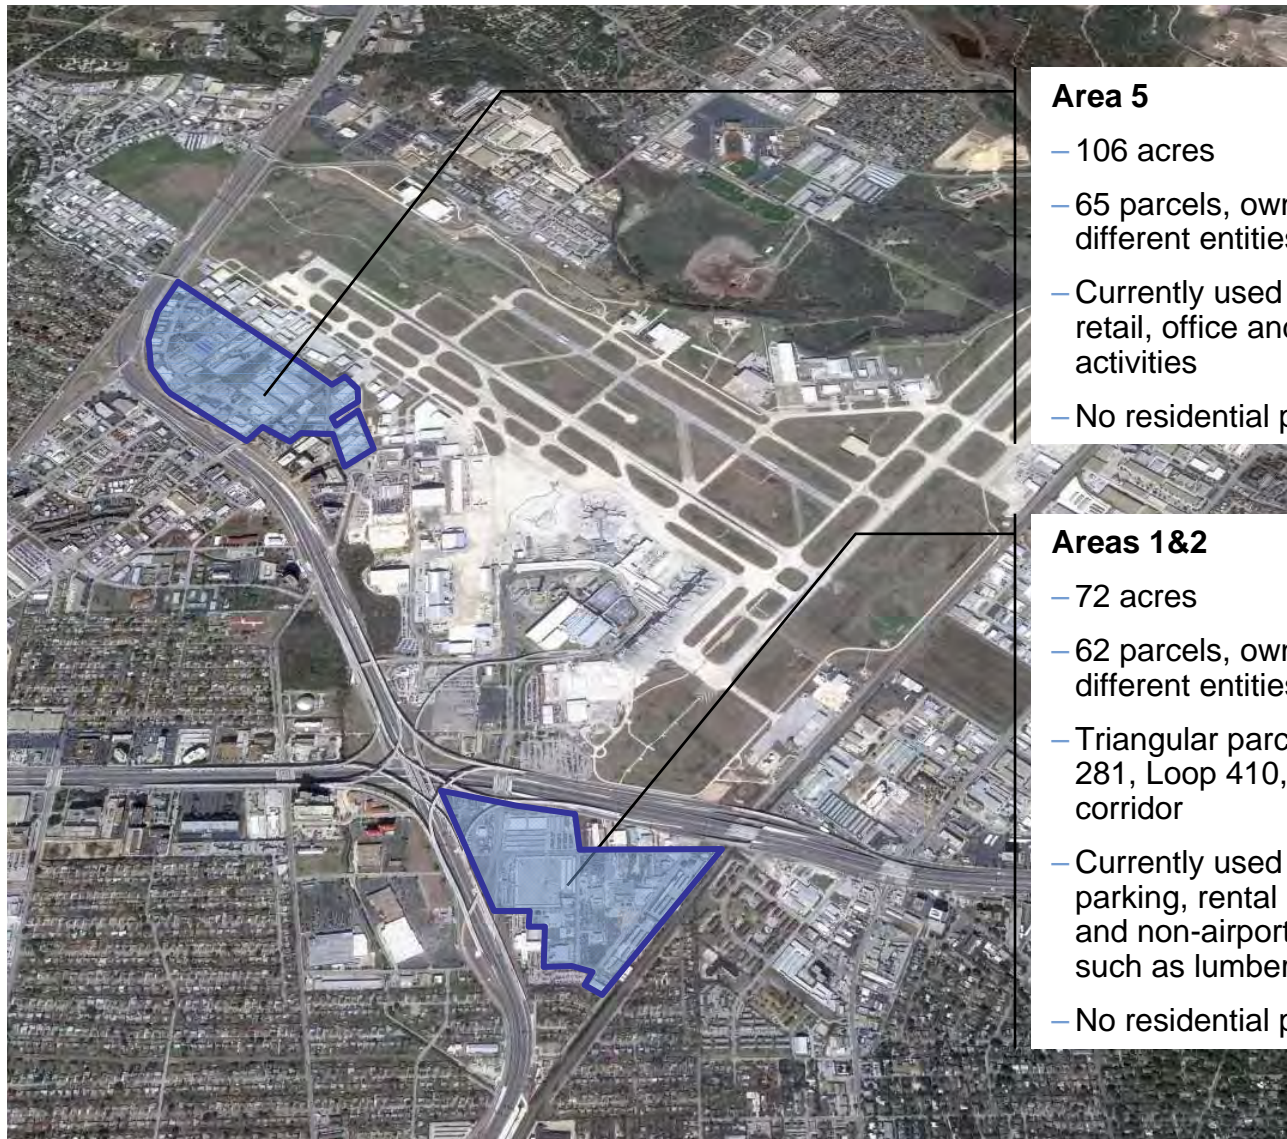 Area 5
– 106 acres
– 65 parcels, own
different entities
– Currently used
retail, office and
activities
– No residential p
Areas 1&2
– 72 acres
– 62 parcels, own
different entities
– Triangular parc
281, Loop 410,
corridor
– Currently used
parking, rental
and non-airport
such as lumber
– No residential p